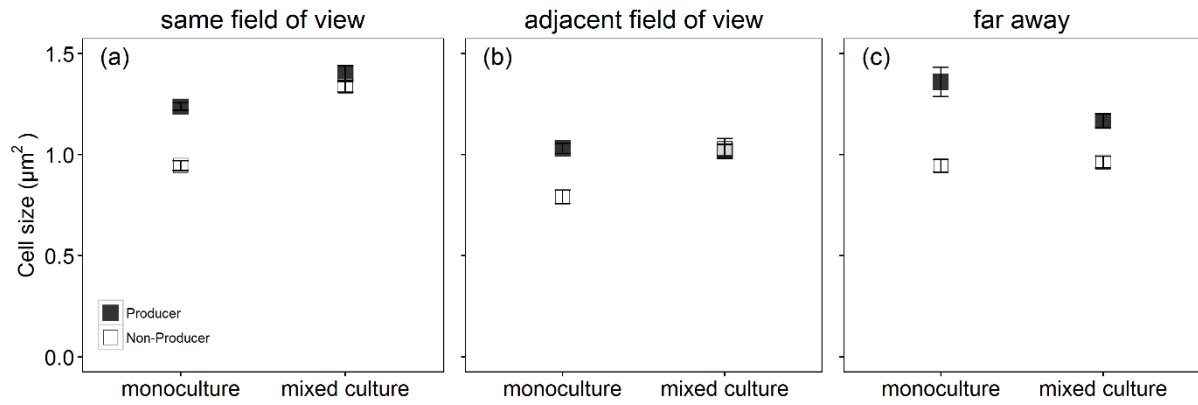 same field of view
adjacent field of view
far away
(a)
(b)
(c)
Cell size (µm²)
1.5
1.0
0.5
0.0
Producer
Non-Producer
monoculture
mixed culture
monoculture
mixed culture
monoculture
mixed culture